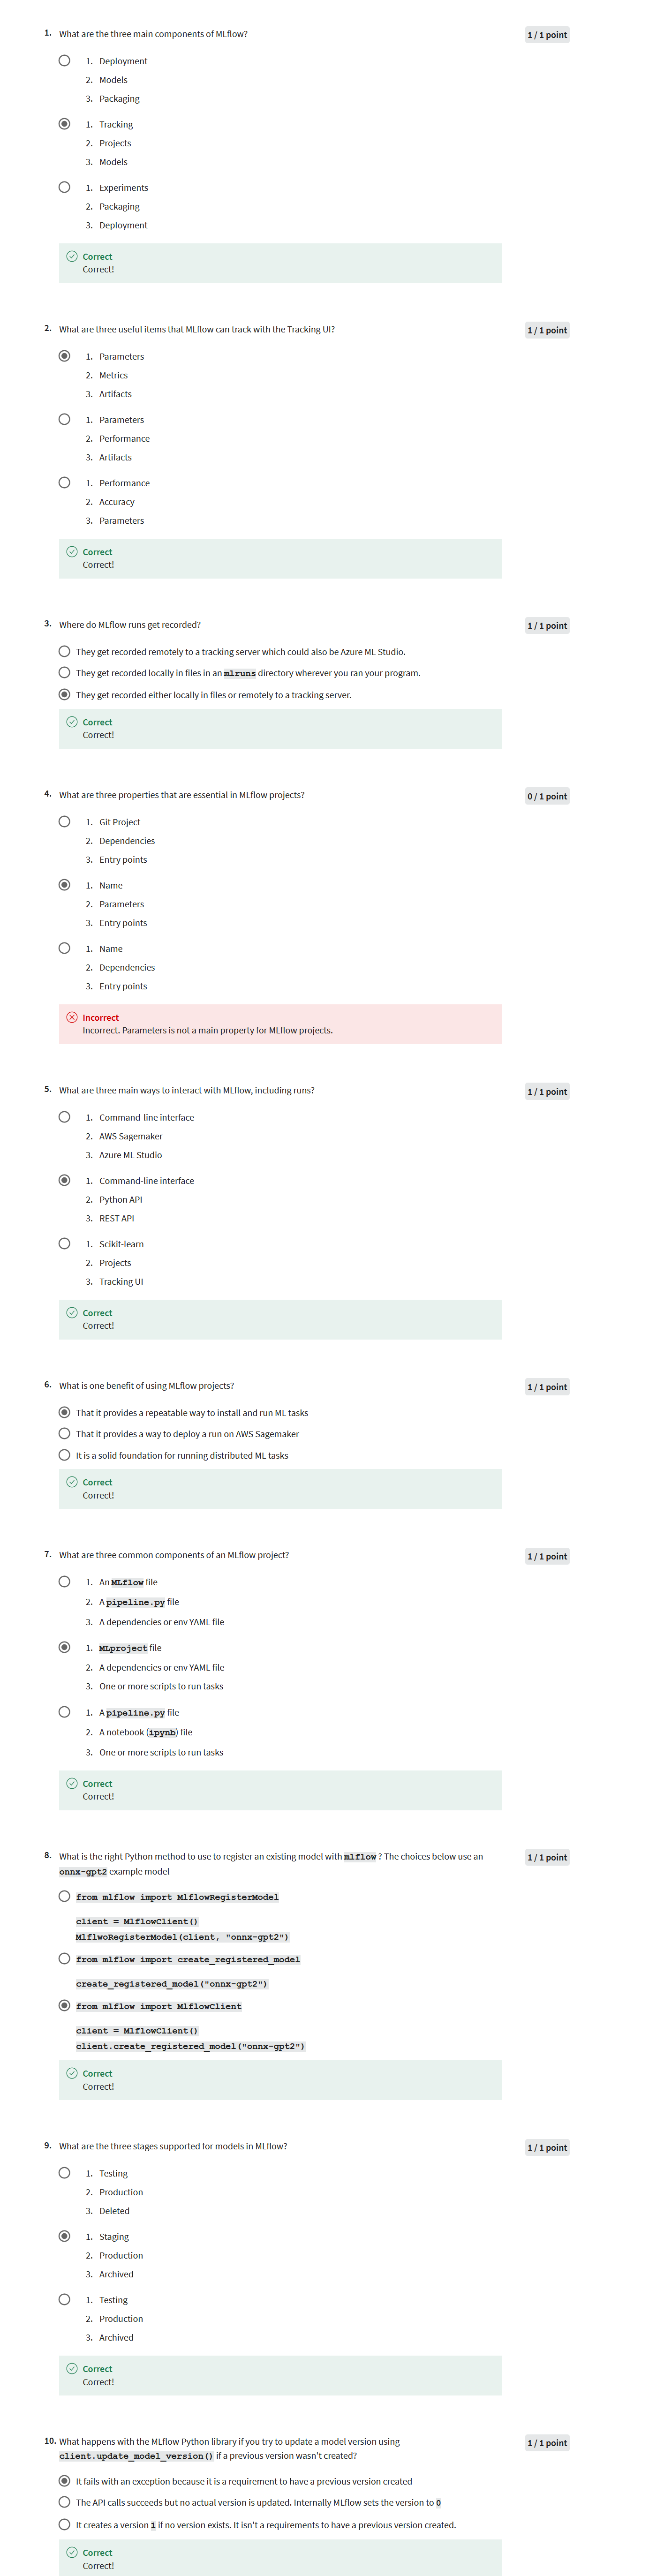 1. What are the three main components of MLflow?
1 / 1 point
1. Deployment
2. Models
3. Packaging
1. Tracking
2. Projects
3. Models
1. Experiments
2. Packaging
3. Deployment
Correct
Correct!
2. What are three useful items that MLflow can track with the Tracking UI?
1 / 1 point
1. Parameters
2. Metrics
3. Artifacts
1. Parameters
2. Performance
3. Artifacts
1. Performance
2. Accuracy
3. Parameters
Correct
Correct!
3. Where do MLflow runs get recorded?
1 / 1 point
They get recorded remotely to a tracking server which could also be Azure ML Studio.
They get recorded locally in files in an mlruns directory wherever you ran your program.
They get recorded either locally in files or remotely to a tracking server.
Correct
Correct!
4. What are three properties that are essential in MLflow projects?
0 / 1 point
1. Git Project
2. Dependencies
3. Entry points
1. Name
2. Parameters
3. Entry points
1. Name
2. Dependencies
3. Entry points
Incorrect
Incorrect. Parameters is not a main property for MLflow projects.
5. What are three main ways to interact with MLflow, including runs?
1 / 1 point
1. Command-line interface
2. AWS Sagemaker
3. Azure ML Studio
1. Command-line interface
2. Python API
3. REST API
1. Scikit-learn
2. Projects
3. Tracking UI
Correct
Correct!
6. What is one benefit of using MLflow projects?
1 / 1 point
That it provides a repeatable way to install and run ML tasks
That it provides a way to deploy a run on AWS Sagemaker
It is a solid foundation for running distributed ML tasks
Correct
Correct!
7. What are three common components of an MLflow project?
1 / 1 point
1. An MLflow file
2. A pipeline.py file
3. A dependencies or env YAML file
1. MLproject file
2. A dependencies or env YAML file
3. One or more scripts to run tasks
1. A pipeline.py file
2. A notebook (ipynb) file
3. One or more scripts to run tasks
Correct
Correct!
8. What is the right Python method to use to register an existing model with mlflow ? The choices below use an
onnx-gpt2 example model
1 / 1 point
from mlflow import MlflowRegisterModel
client = MlflowClient()
MlflwoRegisterModel(client, "onnx-gpt2")
from mlflow import create_registered_model
create_registered_model("onnx-gpt2")
from mlflow import MlflowClient
client = MlflowClient()
client.create_registered_model("onnx-gpt2")
Correct
Correct!
9. What are the three stages supported for models in MLflow?
1 / 1 point
1. Testing
2. Production
3. Deleted
1. Staging
2. Production
3. Archived
1. Testing
2. Production
3. Archived
Correct
Correct!
10. What happens with the MLflow Python library if you try to update a model version using
client.update_model_version() if a previous version wasn't created?
1 / 1 point
It fails with an exception because it is a requirement to have a previous version created
The API calls succeeds but no actual version is updated. Internally MLflow sets the version to 0
It creates a version 1 if no version exists. It isn't a requirements to have a previous version created.
Correct
Correct!